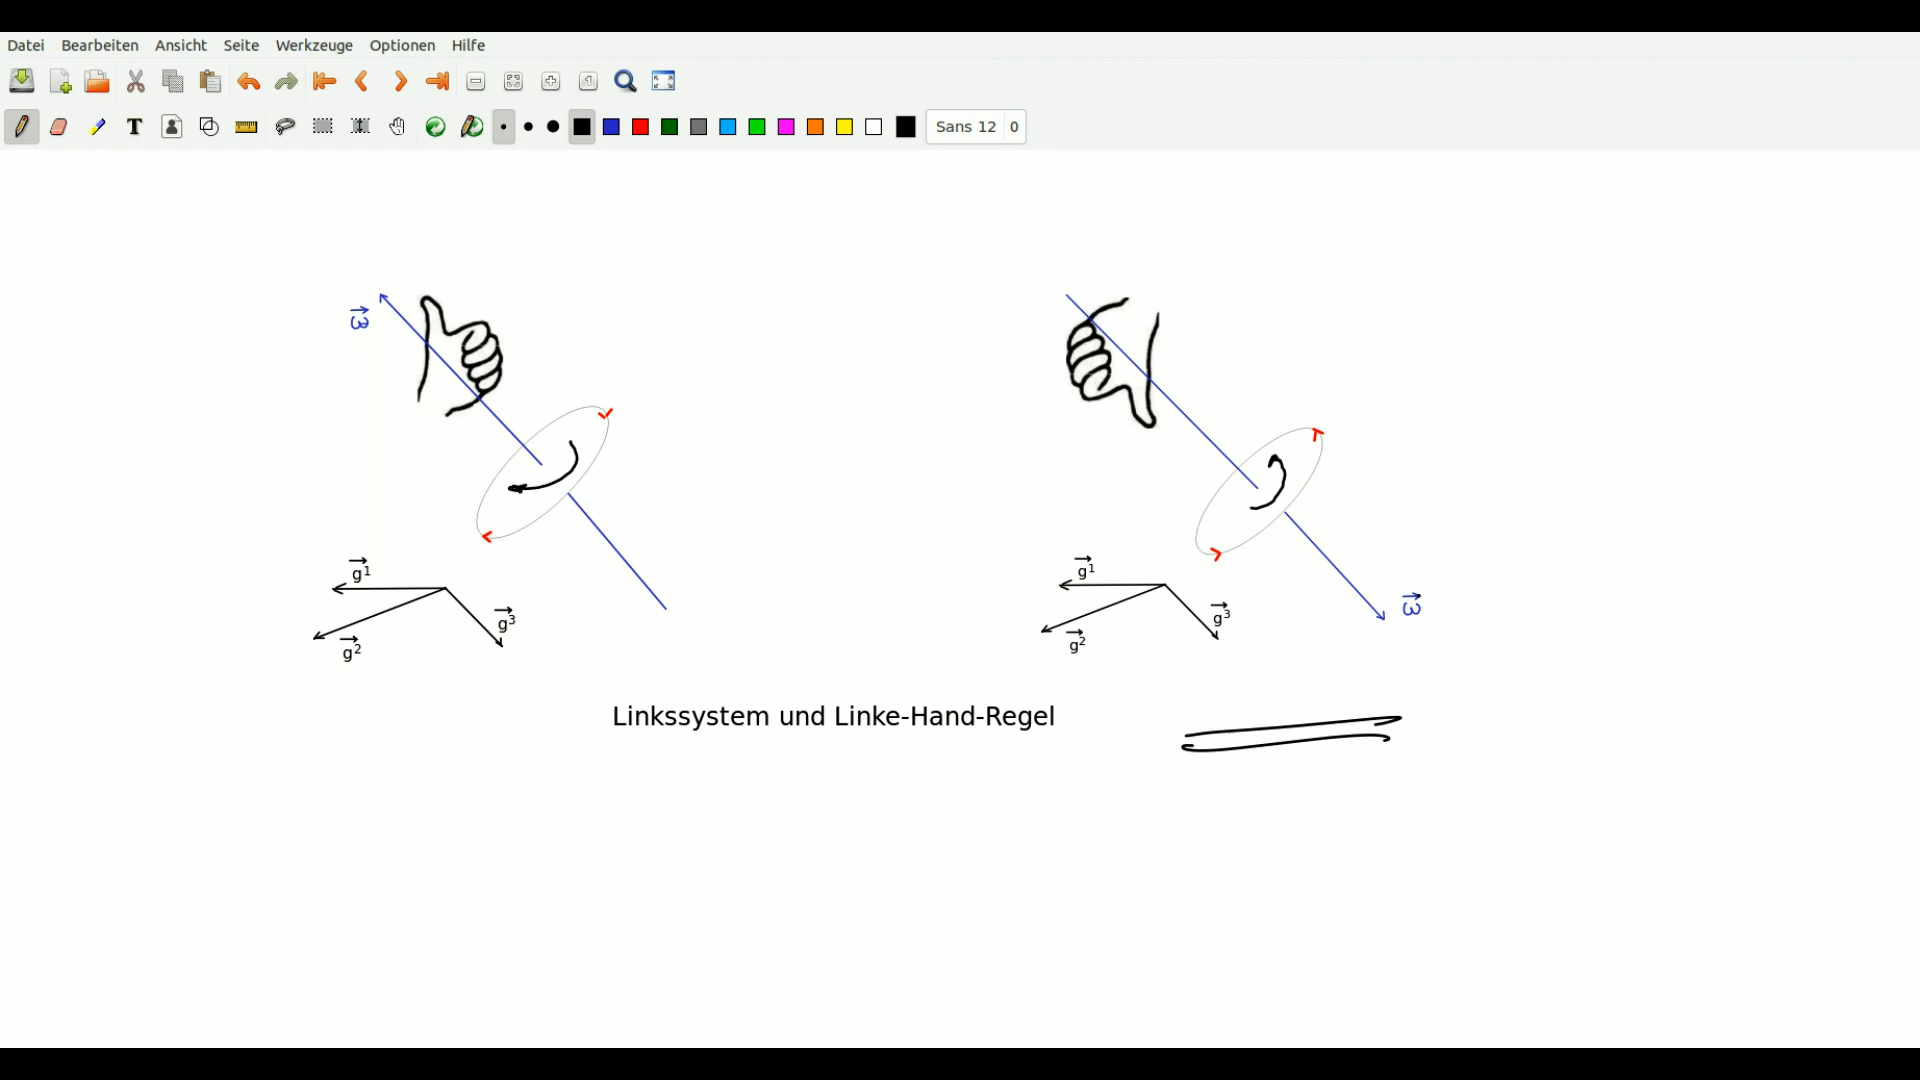 Datei Bearbeiten Ansicht Seite Werkzeuge Optionen Hilfe
T Sans 12 0
ω
g1
g2
g3
ω
g1
g2
g3
Linkssystem und Linke-Hand-Regel